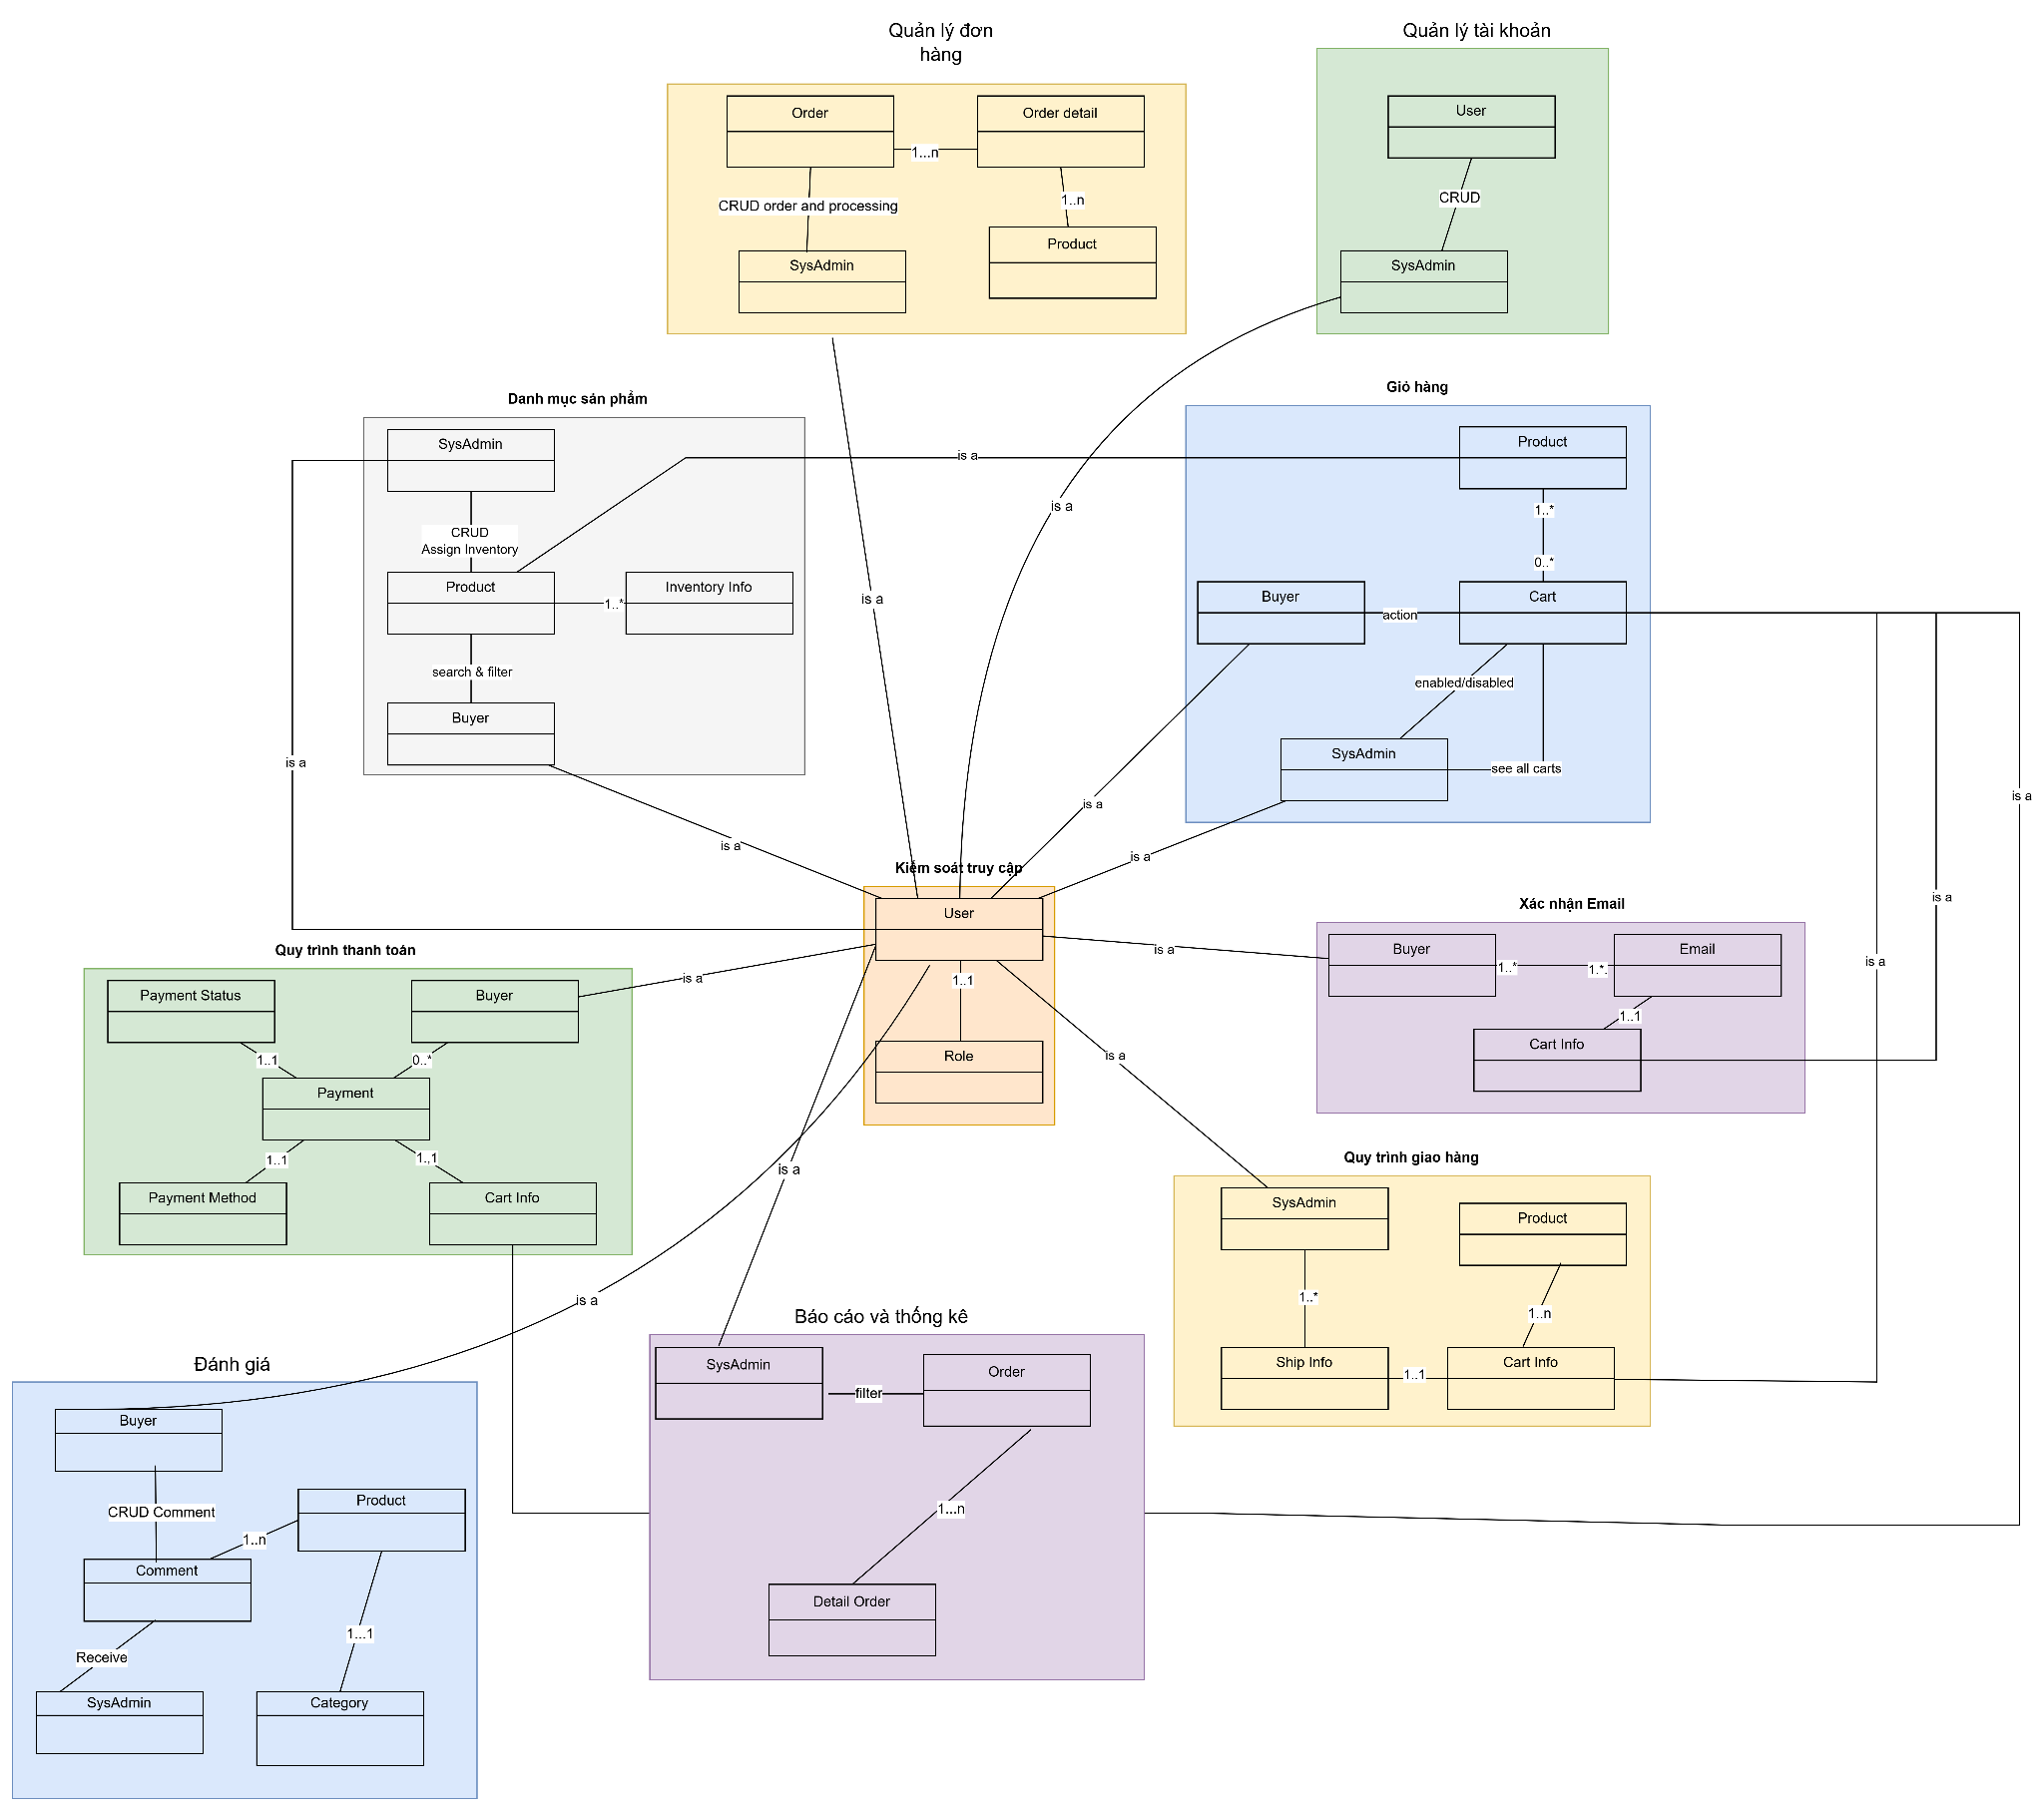 Quản lý đơn
hàng
Order
Order detail
1...n
CRUD order and processing
1..n
Product
SysAdmin
Quản lý tài khoản
User
CRUD
SysAdmin
Danh mục sản phẩm
SysAdmin
CRUD
Assign Inventory
Product
1..*
Inventory Info
search & filter
Buyer
Giỏ hàng
Product
1..*
0..*
Buyer
action
Cart
enabled/disabled
SysAdmin
see all carts
is a
is a
is a
is a
is a
is a
is a
is a
Kiểm soát truy cập
User
1..1
Role
is a
is a
is a
is a
is a
is a
is a
Quy trình thanh toán
Payment Status
Buyer
1..1
0..*
Payment
1..1
1.,1
Payment Method
Cart Info
Xác nhận Email
Buyer
1..*
1.*.
Email
1..1
Cart Info
Quy trình giao hàng
SysAdmin
Product
1..*
1..n
Ship Info
1..1
Cart Info
Báo cáo và thống kê
SysAdmin
filter
Order
1...n
Detail Order
Đánh giá
Buyer
CRUD Comment
Product
1..n
Comment
1...1
Receive
SysAdmin
Category